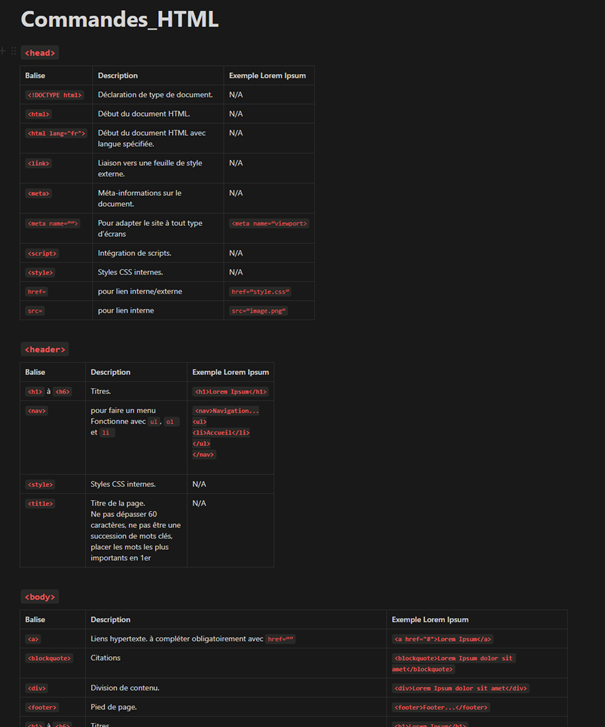 Commandes_HTML
<head>
Balise Description Exemple Lorem Ipsum
<!DOCTYPE html> Déclaration de type de document. N/A
<html> Début du document HTML. N/A
<html lang="fr"> Début du document HTML avec N/A
langue spécifiée.
<link> Liaison vers une feuille de style N/A
externe.
<meta> Méta-informations sur le N/A
document.
<meta name=""> Pour adapter le site à tout type <meta name="viewport>
d'écrans
<script> Intégration de scripts. N/A
<style> Styles CSS internes. N/A
href= pour lien interne/externe href="style.css"
src= pour lien interne src="image.png"
<header>
Balise Description Exemple Lorem Ipsum
<h1> à <h6> Titres. <h1>Lorem Ipsum</h1>
<nav> pour faire un menu <nav>Navigation...
Fonctionne avec ul, ol <ul>
et li <li>Accueil</li>
</ul>
</nav>
<style> Styles CSS internes. N/A
<title> Titre de la page. N/A
Ne pas dépasser 60
caractères, ne pas être une
succession de mots clés,
placer les mots les plus
importants en 1er
<body>
Balise Description Exemple Lorem Ipsum
<a> Liens hypertexte. à compléter obligatoirement avec href="" <a href="#">Lorem Ipsum</a>
<blockquote> Citations <blockquote>Lorem Ipsum dolor sit
amet</blockquote>
<div> Division de contenu. <div>Lorem Ipsum dolor sit amet</div>
<footer> Pied de page. <footer>Footer...</footer>
<h1> à <h6> Titres. <h1>Lorem Ipsum</h1>